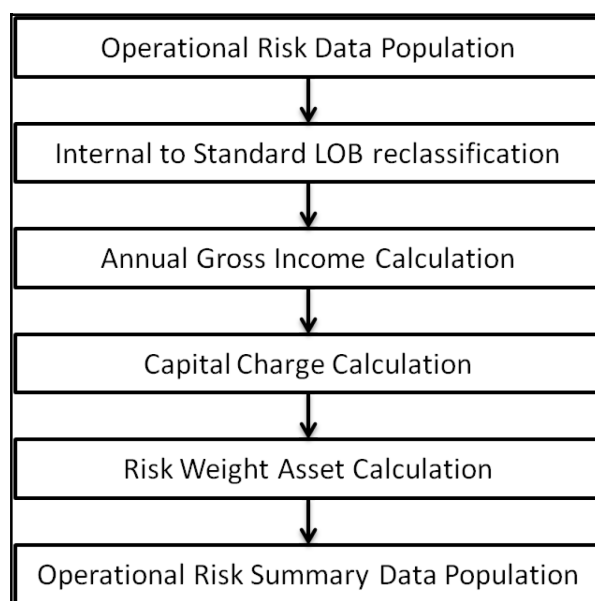 Operational Risk Data Population
Internal to Standard LOB reclassification
Annual Gross Income Calculation
Capital Charge Calculation
Risk Weight Asset Calculation
Operational Risk Summary Data Population